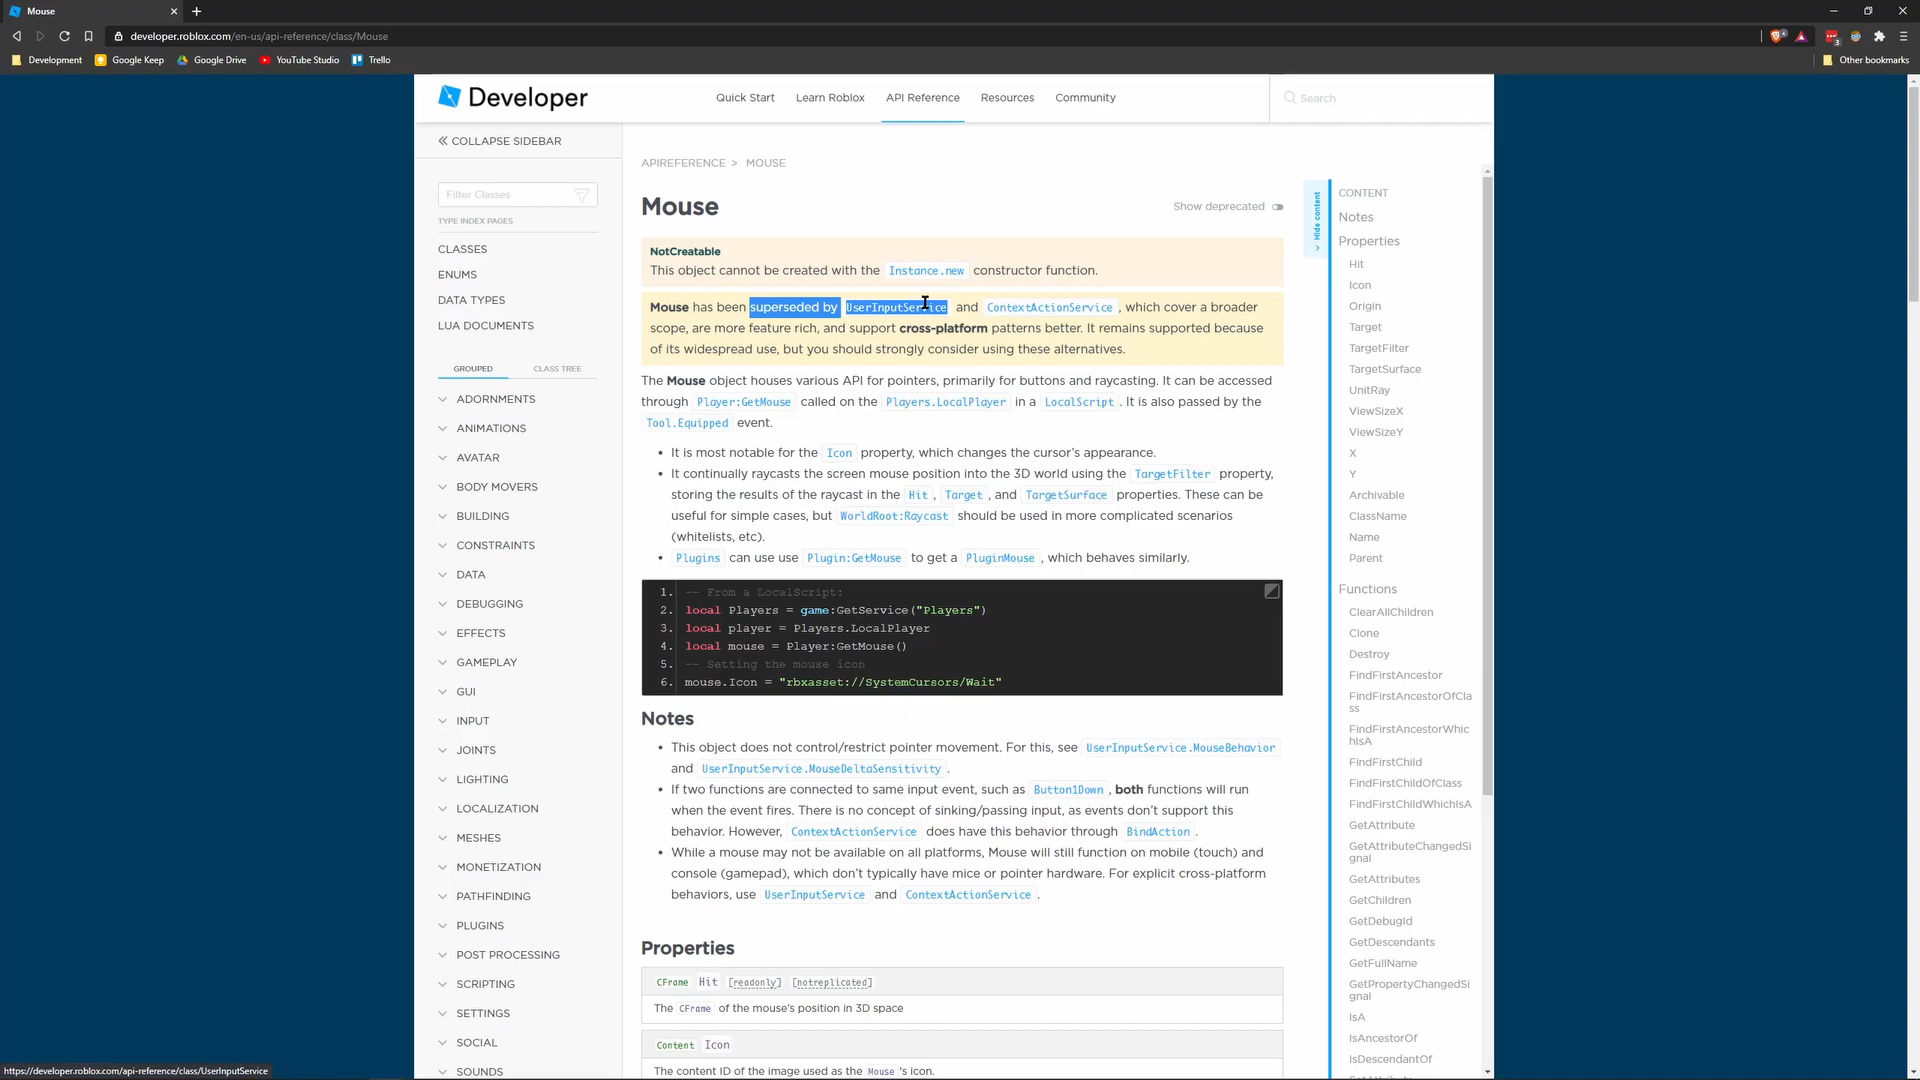 Mouse
developer.roblox.com/en-us/api-reference/class/Mouse
Development
Google Keep
Google Drive
YouTube Studio
Trello
Other bookmarks
Developer
Quick Start
Learn Roblox
API Reference
Resources
Community
Search
COLLAPSE SIDEBAR
Filter Classes
TYPE INDEX PAGES
CLASSES
ENUMS
DATA TYPES
LUA DOCUMENTS
GROUPED
CLASS TREE
ADORNMENTS
ANIMATIONS
AVATAR
BODY MOVERS
BUILDING
CONSTRAINTS
DATA
DEBUGGING
EFFECTS
GAMEPLAY
GUI
INPUT
JOINTS
LIGHTING
LOCALIZATION
MESHES
MONETIZATION
PATHFINDING
PLUGINS
POST PROCESSING
SCRIPTING
SETTINGS
SOCIAL
SOUNDS
APIREFERENCE > MOUSE
Mouse
Show deprecated
NotCreatable
This object cannot be created with the Instance.new constructor function.
Mouse has been superseded by UserInputService and ContextActionService , which cover a broader
scope, are more feature rich, and support cross-platform patterns better. It remains supported because
of its widespread use, but you should strongly consider using these alternatives.
The Mouse object houses various API for pointers, primarily for buttons and raycasting. It can be accessed
through Player:GetMouse called on the Players.LocalPlayer in a LocalScript . It is also passed by the
Tool.Equipped event.
• It is most notable for the Icon property, which changes the cursor's appearance.
• It continually raycasts the screen mouse position into the 3D world using the TargetFilter property,
storing the results of the raycast in the Hit , Target , and TargetSurface properties. These can be
useful for simple cases, but WorldRoot:Raycast should be used in more complicated scenarios
(whitelists, etc).
• Plugins can use use Plugin:GetMouse to get a PluginMouse , which behaves similarly.
1. -- From a LocalScript:
2. local Players = game:GetService("Players")
3. local player = Players.LocalPlayer
4. local mouse = Player:GetMouse()
5. -- Setting the mouse icon
6. mouse.Icon = "rbxasset://SystemCursors/Wait"
Notes
• This object does not control/restrict pointer movement. For this, see UserInputService.MouseBehavior
and UserInputService.MouseDeltaSensitivity .
• If two functions are connected to same input event, such as Button1Down , both functions will run
when the event fires. There is no concept of sinking/passing input, as events don't support this
behavior. However, ContextActionService does have this behavior through BindAction .
• While a mouse may not be available on all platforms, Mouse will still function on mobile (touch) and
console (gamepad), which don't typically have mice or pointer hardware. For explicit cross-platform
behaviors, use UserInputService and ContextActionService .
Properties
CFrame Hit [readonly] [notreplicated]
The CFrame of the mouse's position in 3D space
Content Icon
The content ID of the image used as the Mouse 's icon.
Hide content
CONTENT
Notes
Properties
Hit
Icon
Origin
Target
TargetFilter
TargetSurface
UnitRay
ViewSizeX
ViewSizeY
X
Y
Archivable
ClassName
Name
Parent
Functions
ClearAllChildren
Clone
Destroy
FindFirstAncestor
FindFirstAncestorOfCla
ss
FindFirstAncestorWhic
hIsA
FindFirstChild
FindFirstChildOfClass
FindFirstChildWhichIsA
GetAttribute
GetAttributeChangedSi
gnal
GetAttributes
GetChildren
GetDebugId
GetDescendants
GetFullName
GetPropertyChangedSi
gnal
IsA
IsAncestorOf
IsDescendantOf
https://developer.roblox.com/api-reference/class/UserInputService